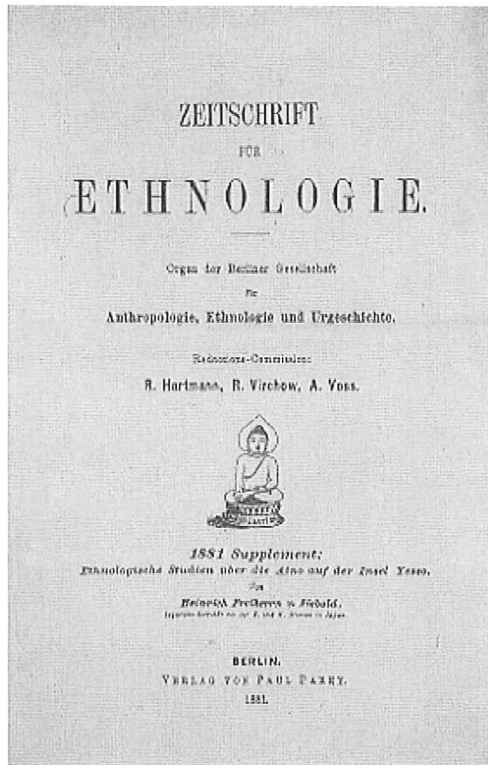 ZEITSCHRIFT
FÜR
ETHNOLOGIE.
Organ der Berliner Gesellschaft
für
Anthropologie, Ethnologie und Urgeschichte.
Redactions-Commission:
R. Hartmann, R. Virchow, A. Voss.
1881 Supplement:
Ethnologische Studien über die Aino auf der Insel Yesso.
von
Heinrich Freiherrn v. Siebold,
BERLIN.
VERLAG VON PAUL PAREY.
1881.